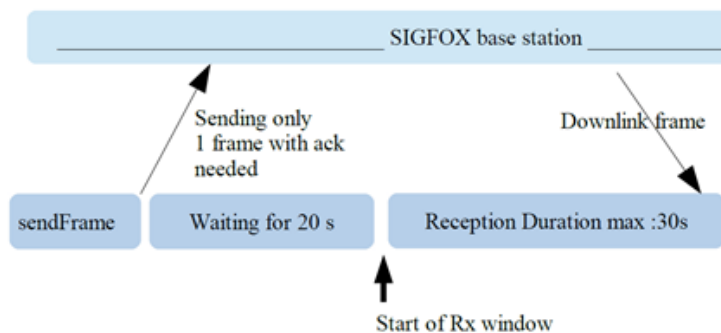 SIGFOX base station
Sending only
1 frame with ack
needed
Downlink frame
sendFrame
Waiting for 20 s
Reception Duration max :30s
Start of Rx window